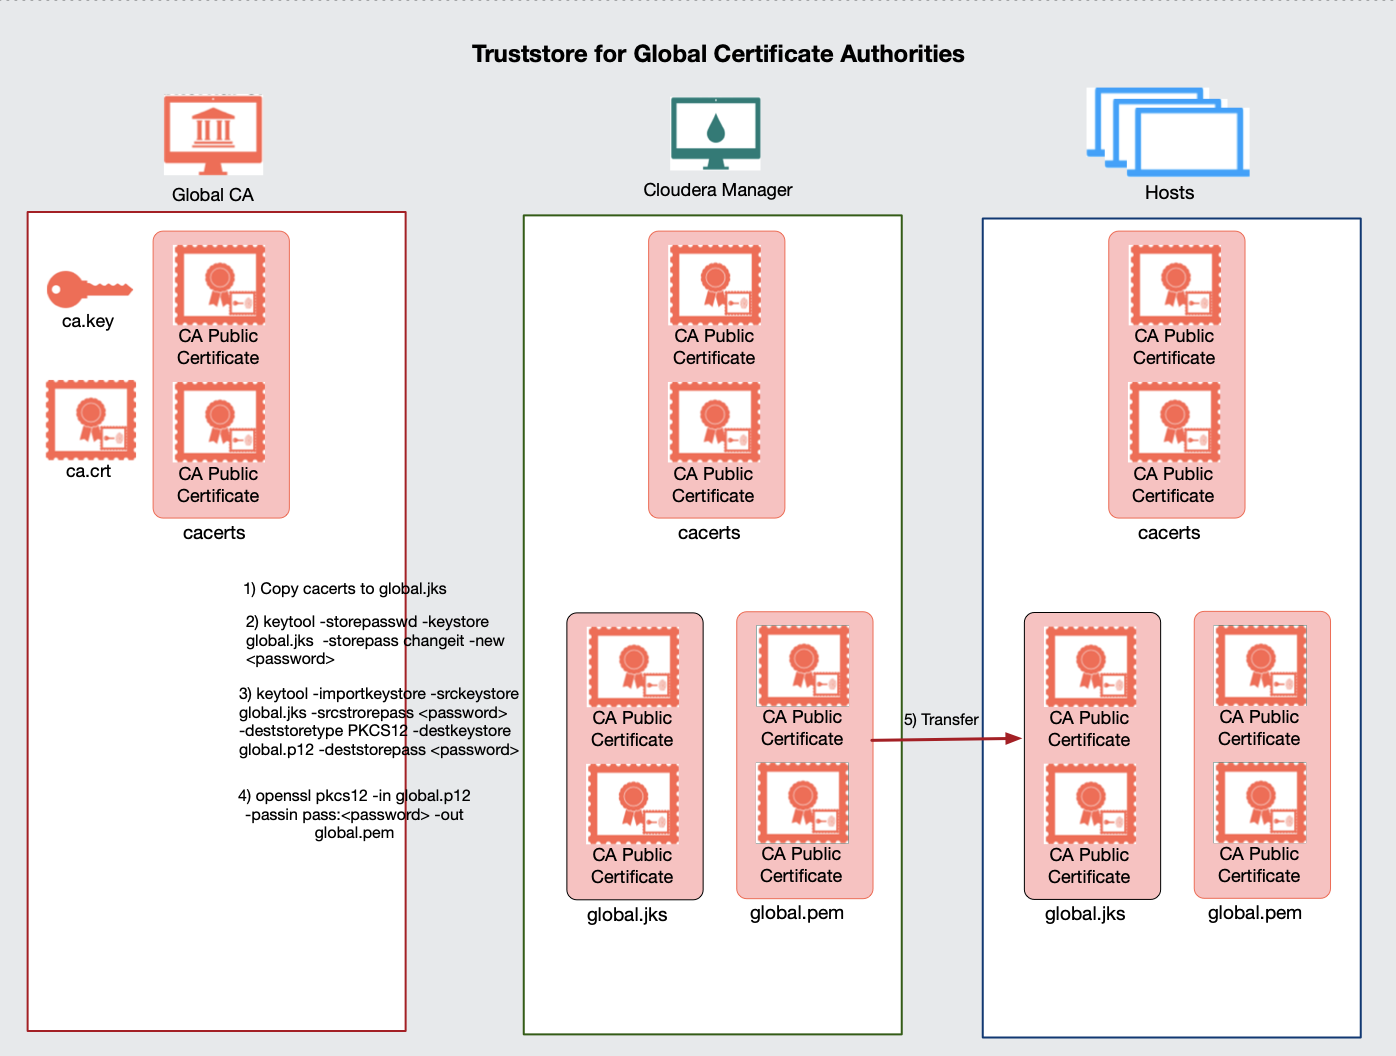 Truststore for Global Certificate Authorities
Global CA
Cloudera Manager
Hosts
ca.key
ca.crt
CA Public
Certificate
CA Public
Certificate
cacerts
CA Public
Certificate
CA Public
Certificate
cacerts
CA Public
Certificate
CA Public
Certificate
cacerts
1) Copy cacerts to global.jks
2) keytool -storepasswd -keystore
global.jks  -storepass changeit -new
<password>
3) keytool -importkeystore -srckeystore
global.jks -srcstrorepass <password>
-deststoretype PKCS12 -destkeystore
global.p12 -deststorepass <password>
4) openssl pkcs12 -in global.p12
-passin pass:<password> -out
global.pem
CA Public
Certificate
CA Public
Certificate
global.jks
CA Public
Certificate
CA Public
Certificate
global.pem
5) Transfer
CA Public
Certificate
CA Public
Certificate
global.jks
CA Public
Certificate
CA Public
Certificate
global.pem